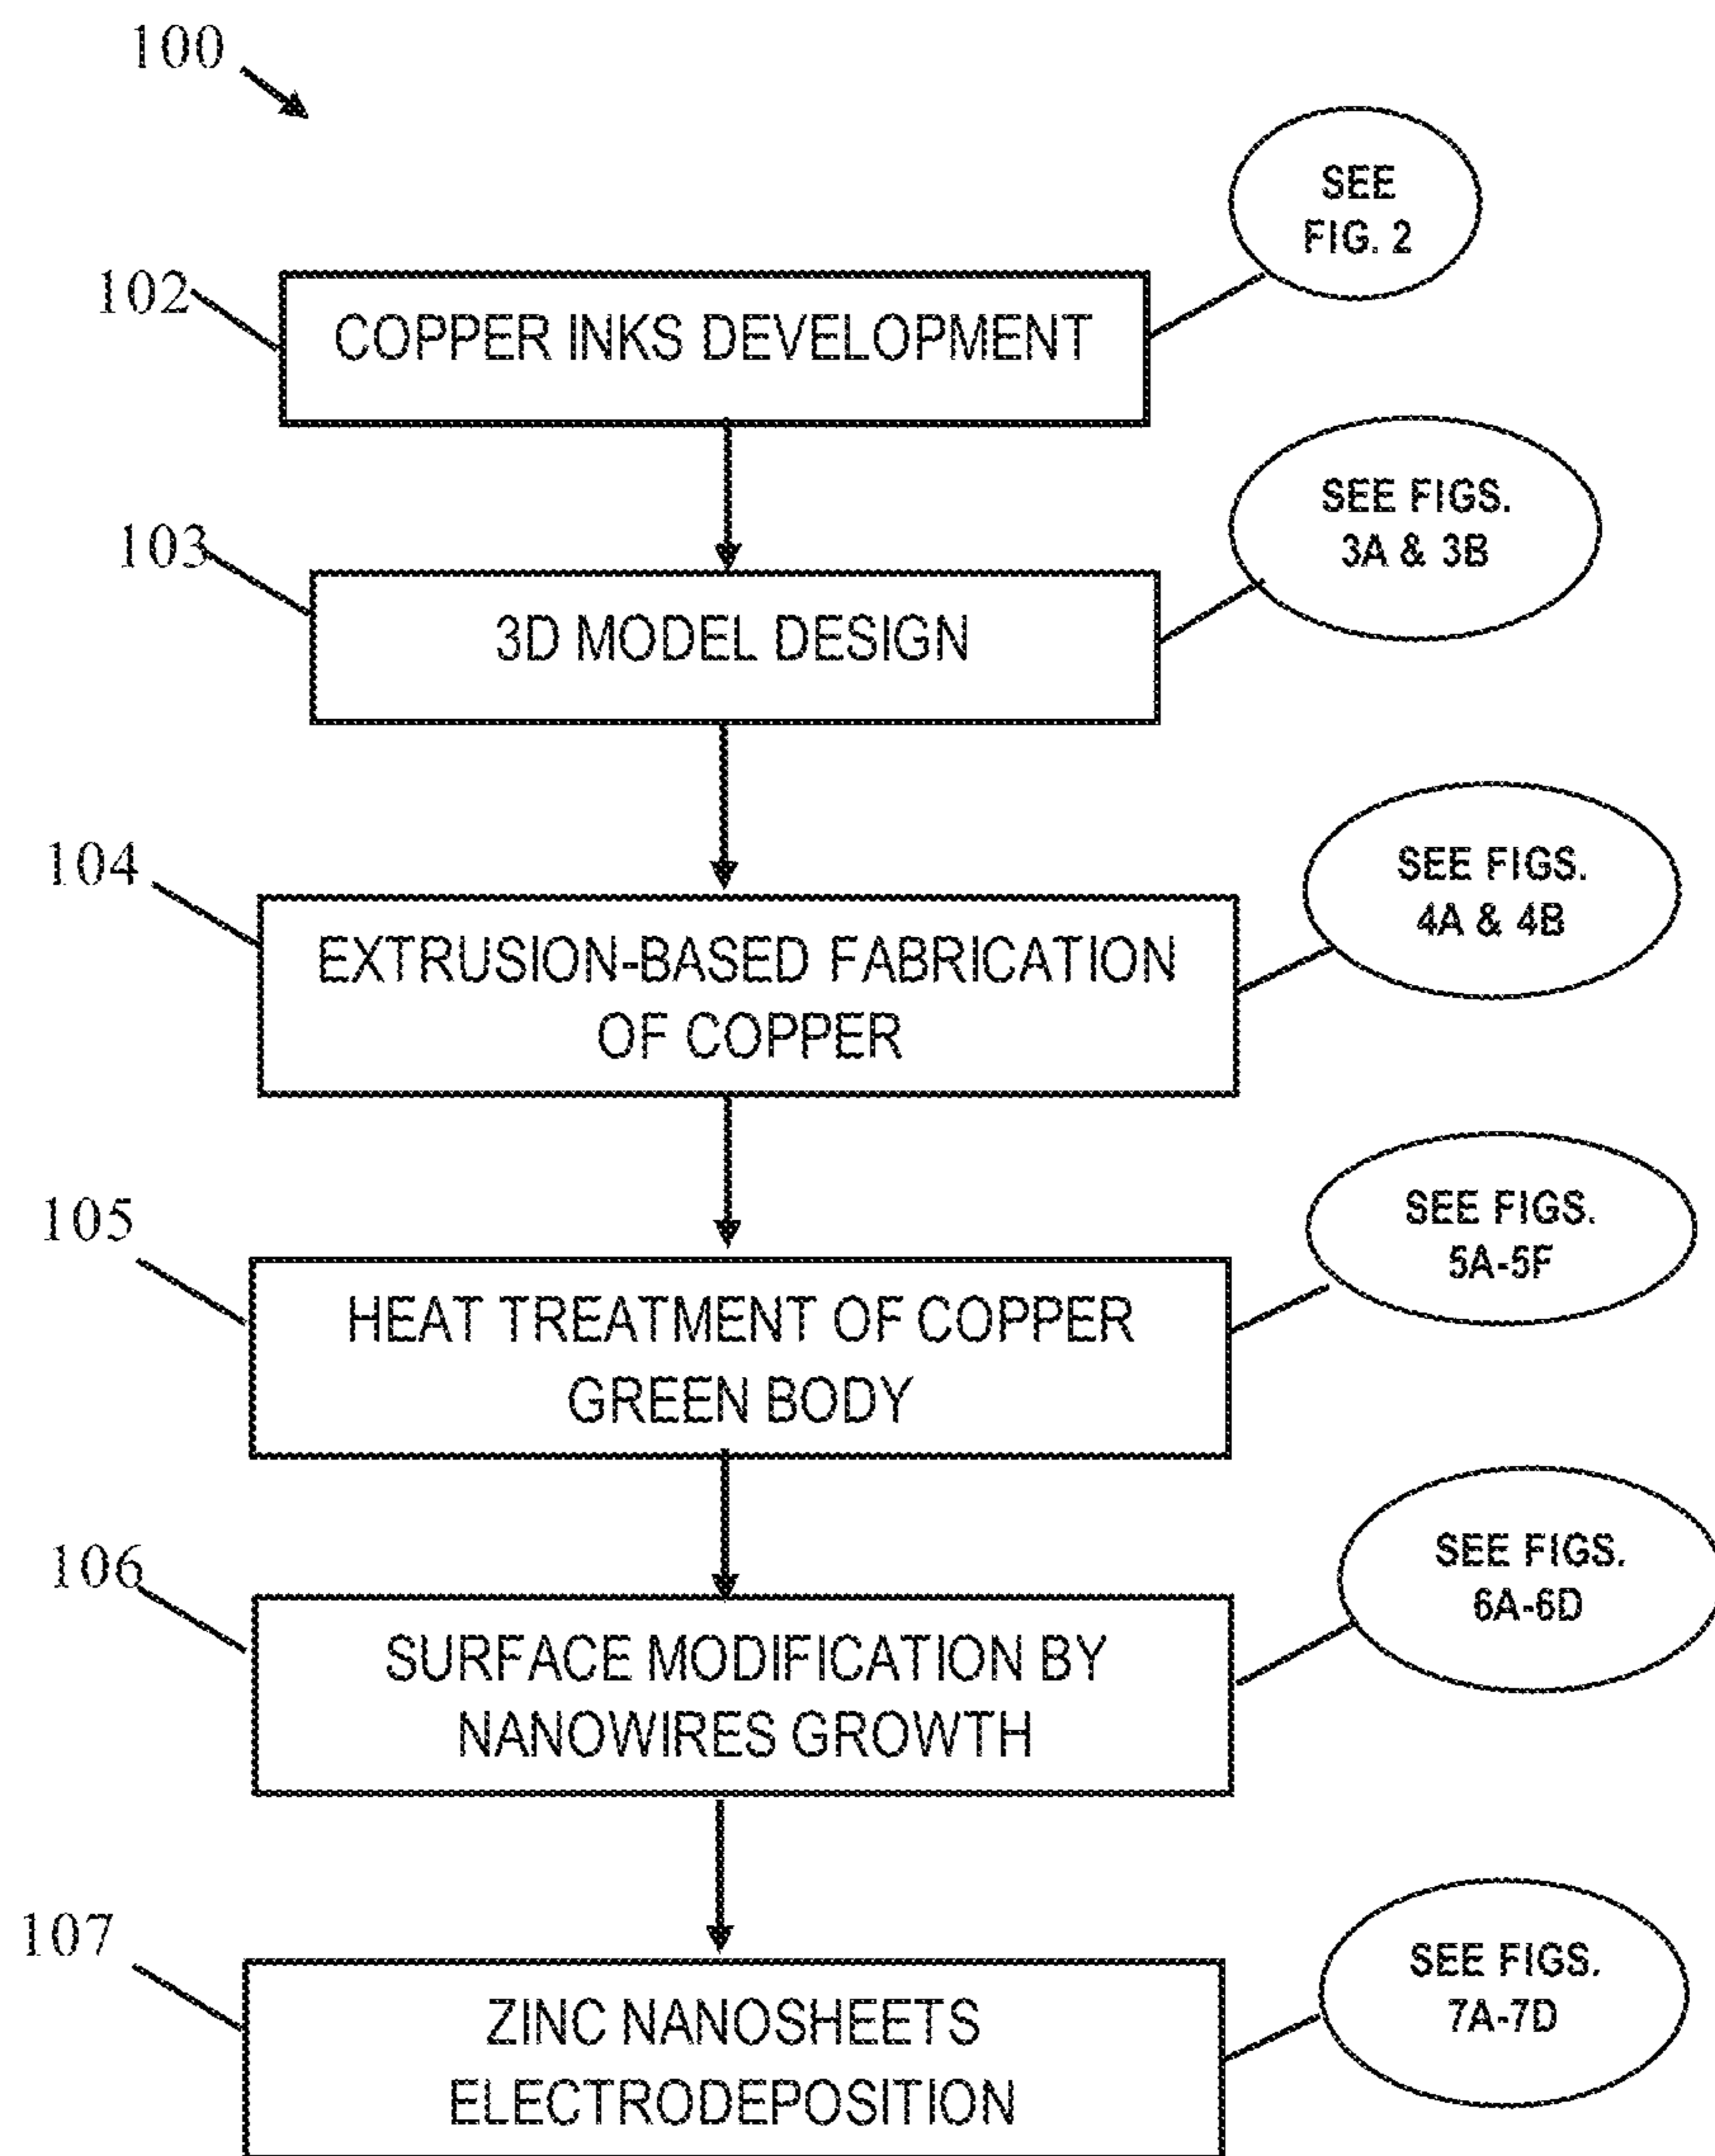 100
SEE
FIG. 2
102
COPPER INKS DEVELOPMENT
SEE FIGS.
3A & 3B
103
3D MODEL DESIGN
SEE FIGS.
4A & 4B
104
EXTRUSION-BASED FABRICATION
OF COPPER
SEE FIGS.
5A-5F
105
HEAT TREATMENT OF COPPER
GREEN BODY
SEE FIGS.
6A-6D
106
SURFACE MODIFICATION BY
NANOWIRES GROWTH
SEE FIGS.
7A-7D
107
ZINC NANOSHEETS
ELECTRODEPOSITION